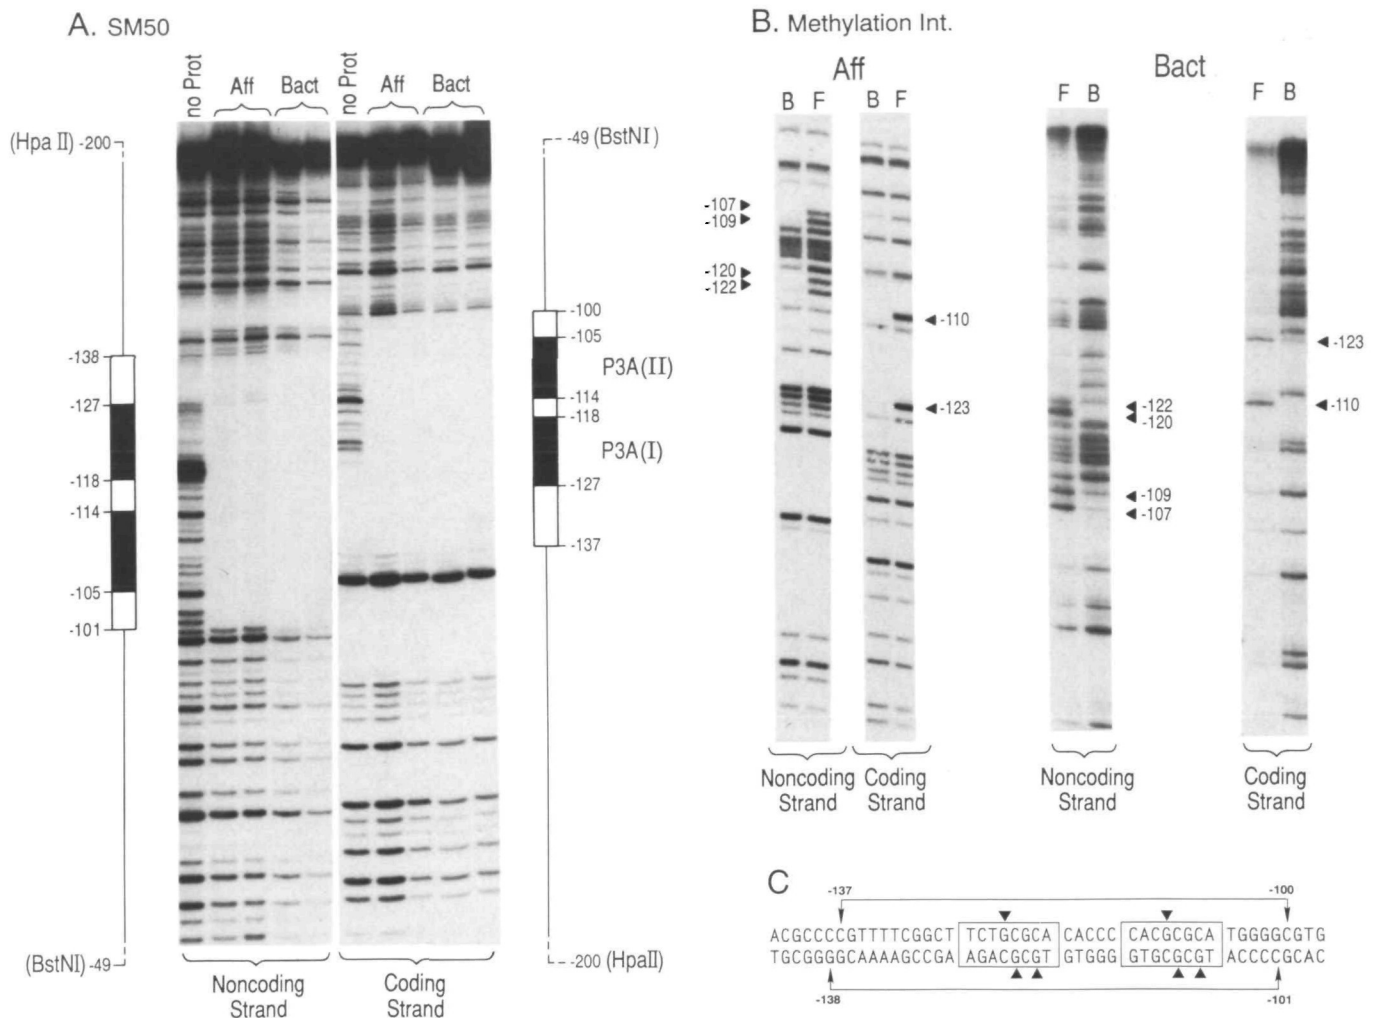 A. SM50
no Prot
Aff
Bact
no Prot
Aff
Bact
(Hpa II) -200
-138
-127
-118
-114
-105
-101
(BstNI) -49
-49 (BstNI)
-100
-105
P3A(II)
-114
-118
P3A(I)
-127
-137
-200 (HpaII)
Noncoding
Strand
Coding
Strand
B. Methylation Int.
Aff
Bact
B F B F
F B
F B
-107
-109
-120
-122
-110
-123
-122
-120
-109
-107
-123
-110
Noncoding
Strand
Coding
Strand
Noncoding
Strand
Coding
Strand
C
-137
-100
ACGCCCCGTTTTCGGCT TCTGCGCA CACCC CACGCGCA TGGGGCGTG
TGCGGGGCAAAAGCCGA AGACGCGT GTGGG GTGCGCGT ACCCCGCAC
-138
-101